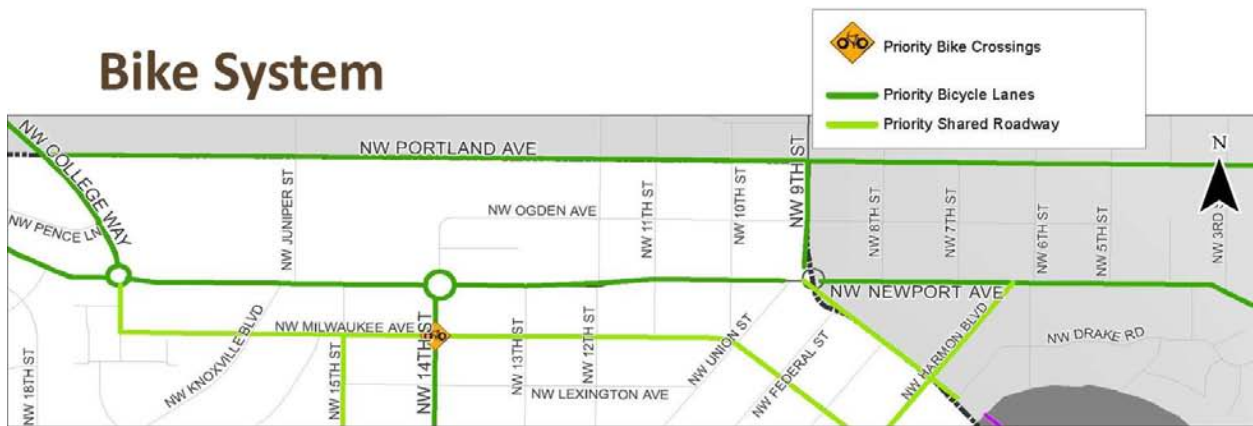 Bike System
Priority Bike Crossings
Priority Bicycle Lanes
Priority Shared Roadway
N
NW COLLEGE WAY
NW PORTLAND AVE
NW 9TH ST
NW JUNIPER ST
NW PENCE LN
NW OGDEN AVE
NW 11TH ST
NW 10TH ST
NW 8TH ST
NW 7TH ST
NW 6TH ST
NW 5TH ST
NW 3RD S
NW NEWPORT AVE
NW MILWAUKEE AVE
NW KNOXVILLE BLVD
NW 18TH ST
NW 15TH ST
NW 14TH ST
NW 13TH ST
NW 12TH ST
NW UNION ST
NW FEDERAL ST
NW HARMON BLVD
NW DRAKE RD
NW LEXINGTON AVE